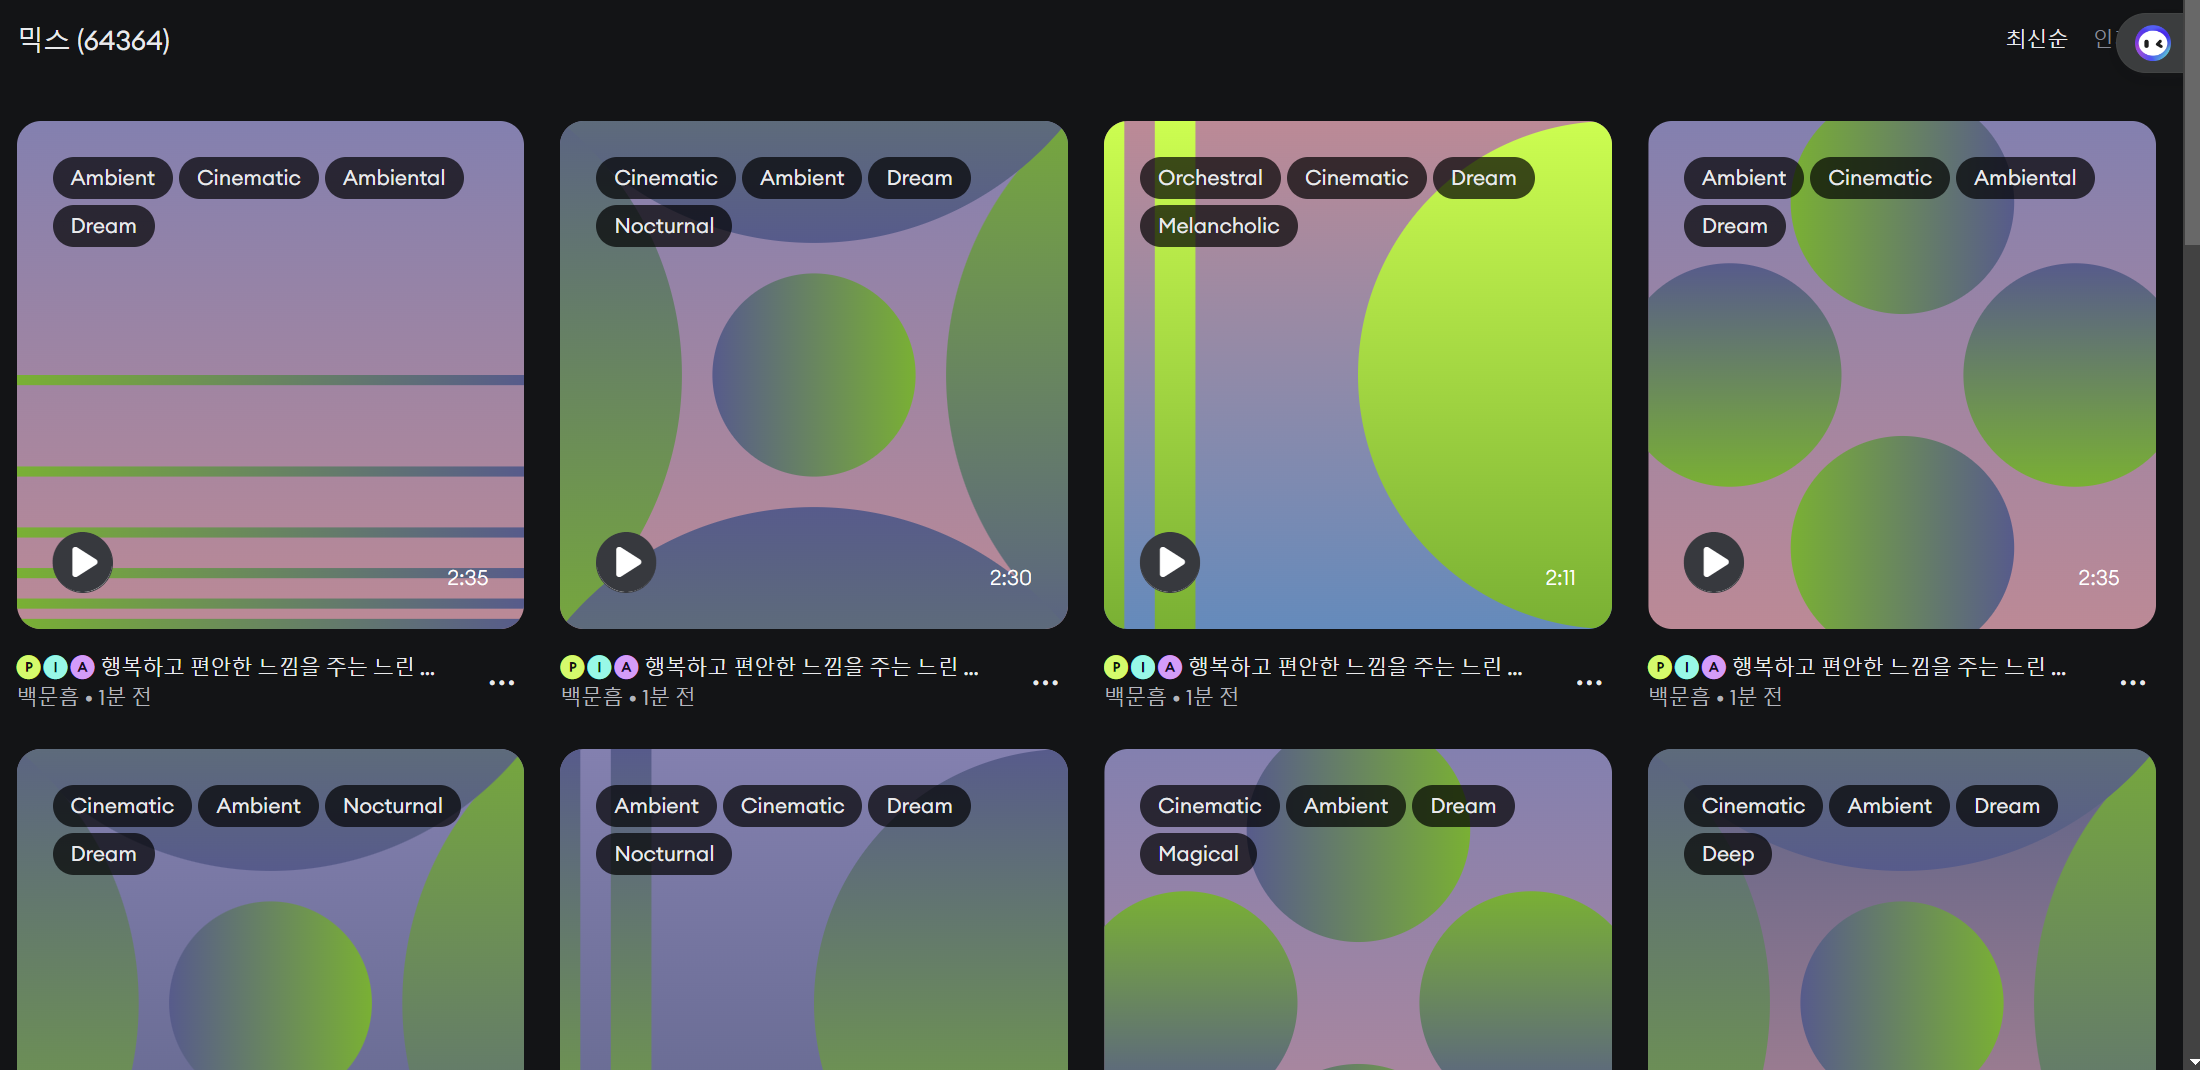 믹스 (64364)
최신순 인
Ambient Cinematic Ambiental
Dream
2:35
P I A 행복하고 편안한 느낌을 주는 느린 ...
백문흠 • 1분 전
Cinematic Ambient Dream
Nocturnal
2:30
P I A 행복하고 편안한 느낌을 주는 느린 ...
백문흠 • 1분 전
Orchestral Cinematic Dream
Melancholic
2:11
P I A 행복하고 편안한 느낌을 주는 느린 ...
백문흠 • 1분 전
Ambient Cinematic Ambiental
Dream
2:35
P I A 행복하고 편안한 느낌을 주는 느린 ...
백문흠 • 1분 전
Cinematic Ambient Nocturnal
Dream
Ambient Cinematic Dream
Nocturnal
Cinematic Ambient Dream
Magical
Cinematic Ambient Dream
Deep